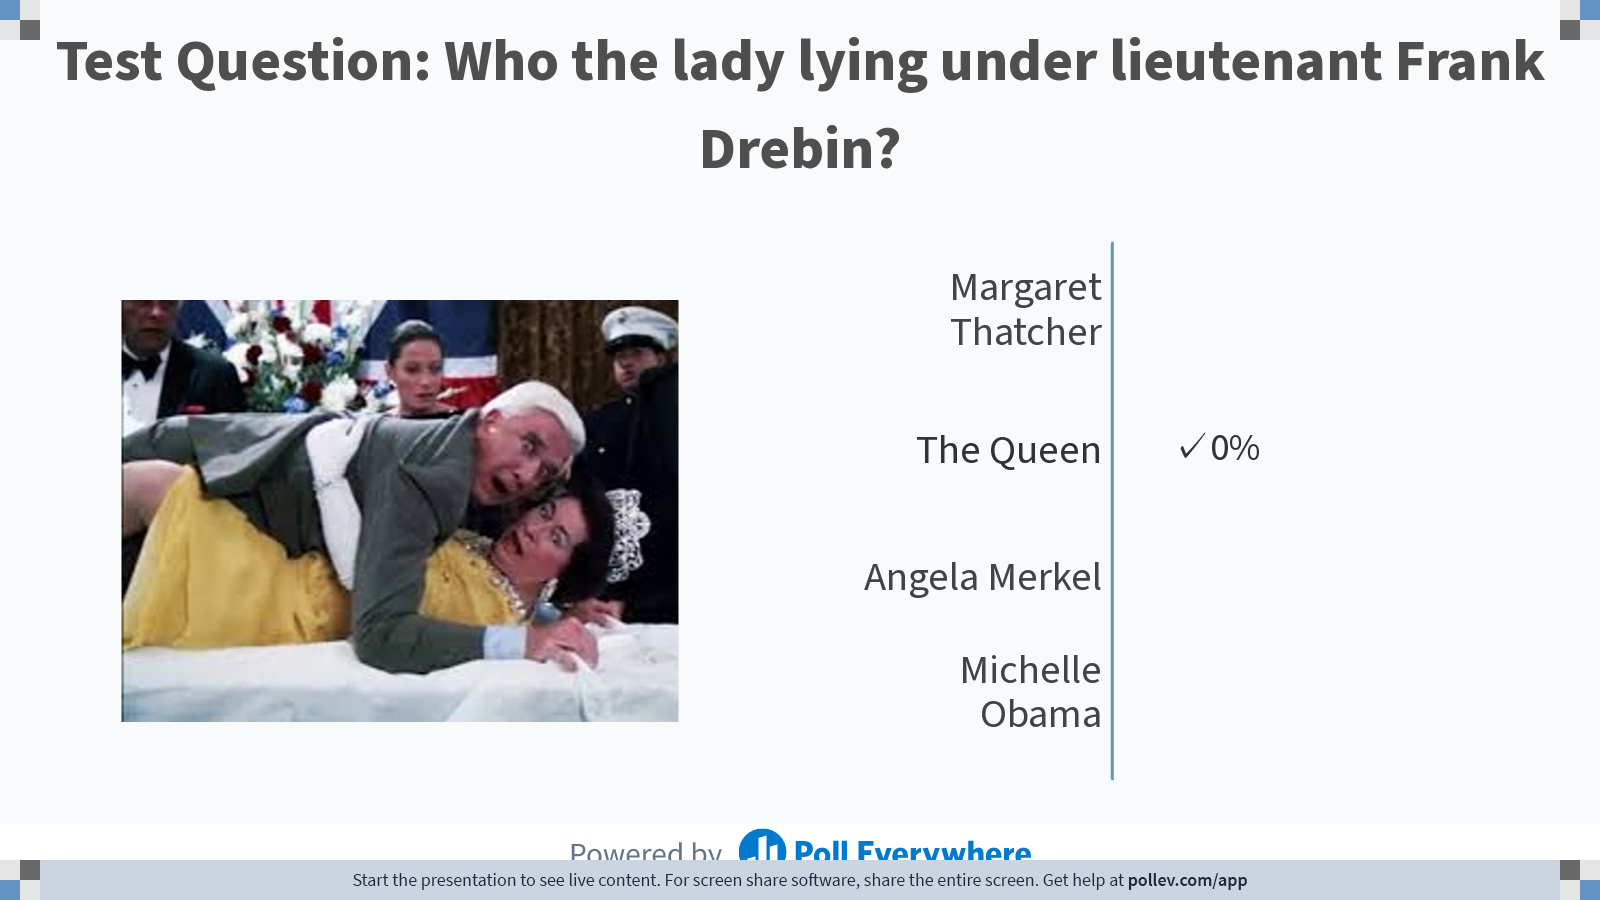 Test Question: Who the lady lying under lieutenant Frank
Drebin?
Margaret
Thatcher
The Queen
✓0%
Angela Merkel
Michelle
Obama
Powered by Poll Everywhere
Start the presentation to see live content. For screen share software, share the entire screen. Get help at pollev.com/app